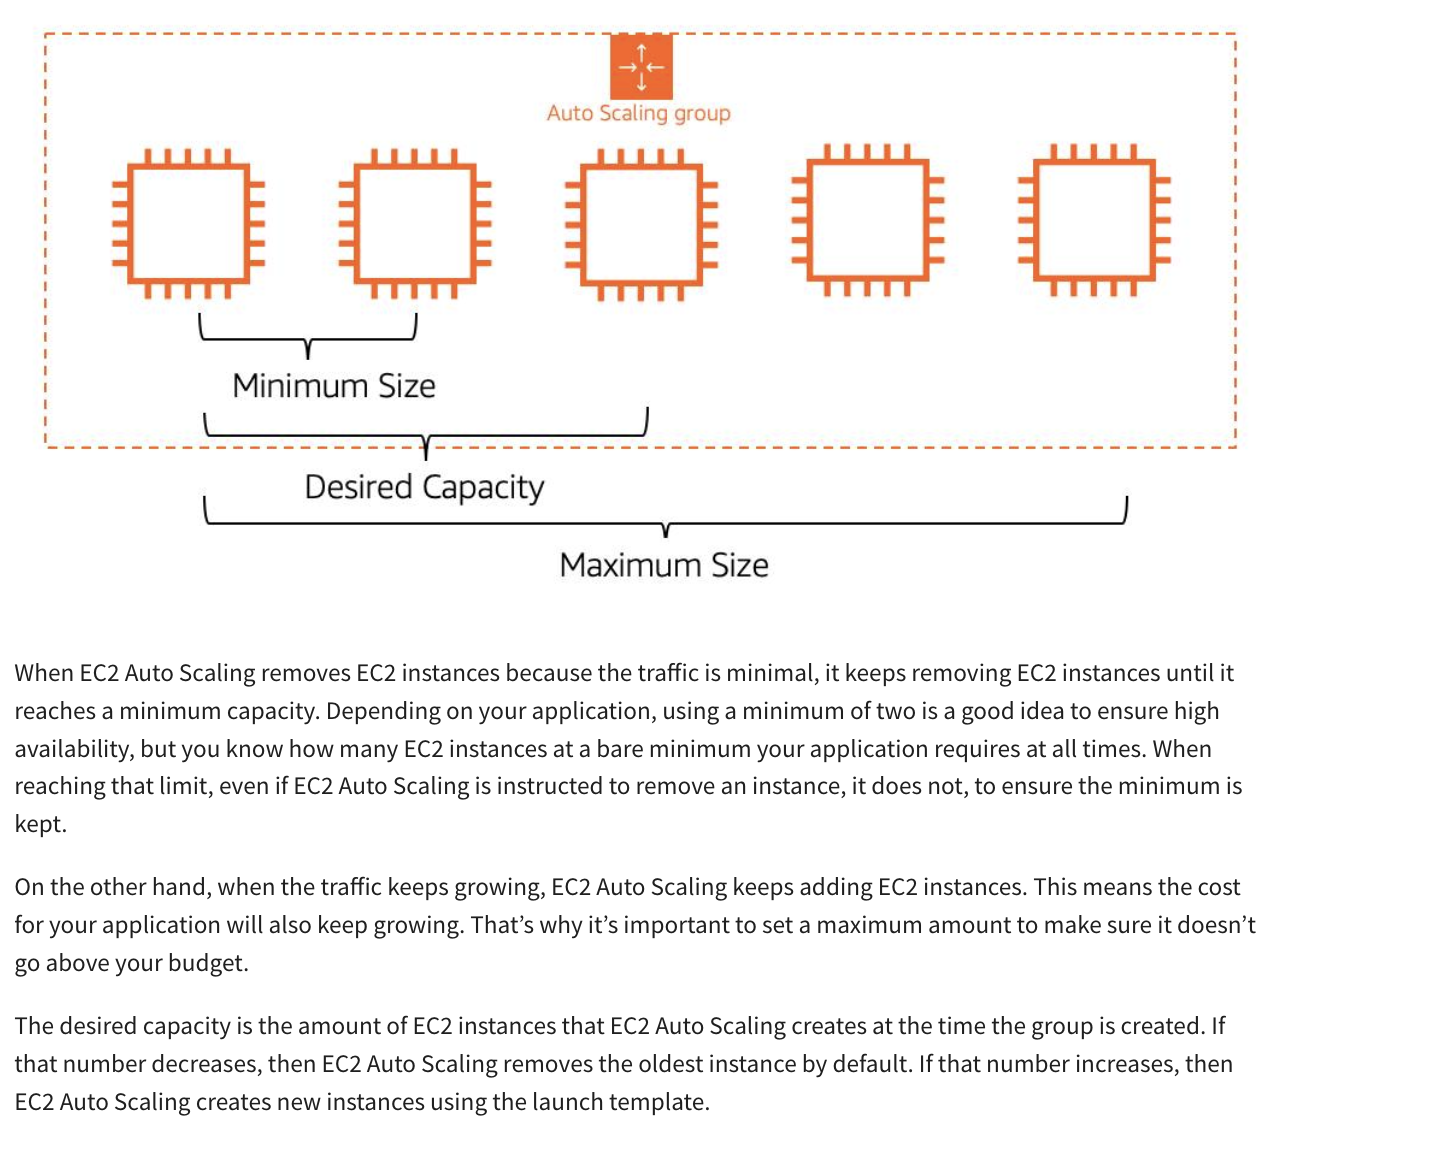 Auto Scaling group
Minimum Size
Desired Capacity
Maximum Size
When EC2 Auto Scaling removes EC2 instances because the traffic is minimal, it keeps removing EC2 instances until it
reaches a minimum capacity. Depending on your application, using a minimum of two is a good idea to ensure high
availability, but you know how many EC2 instances at a bare minimum your application requires at all times. When
reaching that limit, even if EC2 Auto Scaling is instructed to remove an instance, it does not, to ensure the minimum is
kept.
On the other hand, when the traffic keeps growing, EC2 Auto Scaling keeps adding EC2 instances. This means the cost
for your application will also keep growing. That’s why it’s important to set a maximum amount to make sure it doesn’t
go above your budget.
The desired capacity is the amount of EC2 instances that EC2 Auto Scaling creates at the time the group is created. If
that number decreases, then EC2 Auto Scaling removes the oldest instance by default. If that number increases, then
EC2 Auto Scaling creates new instances using the launch template.